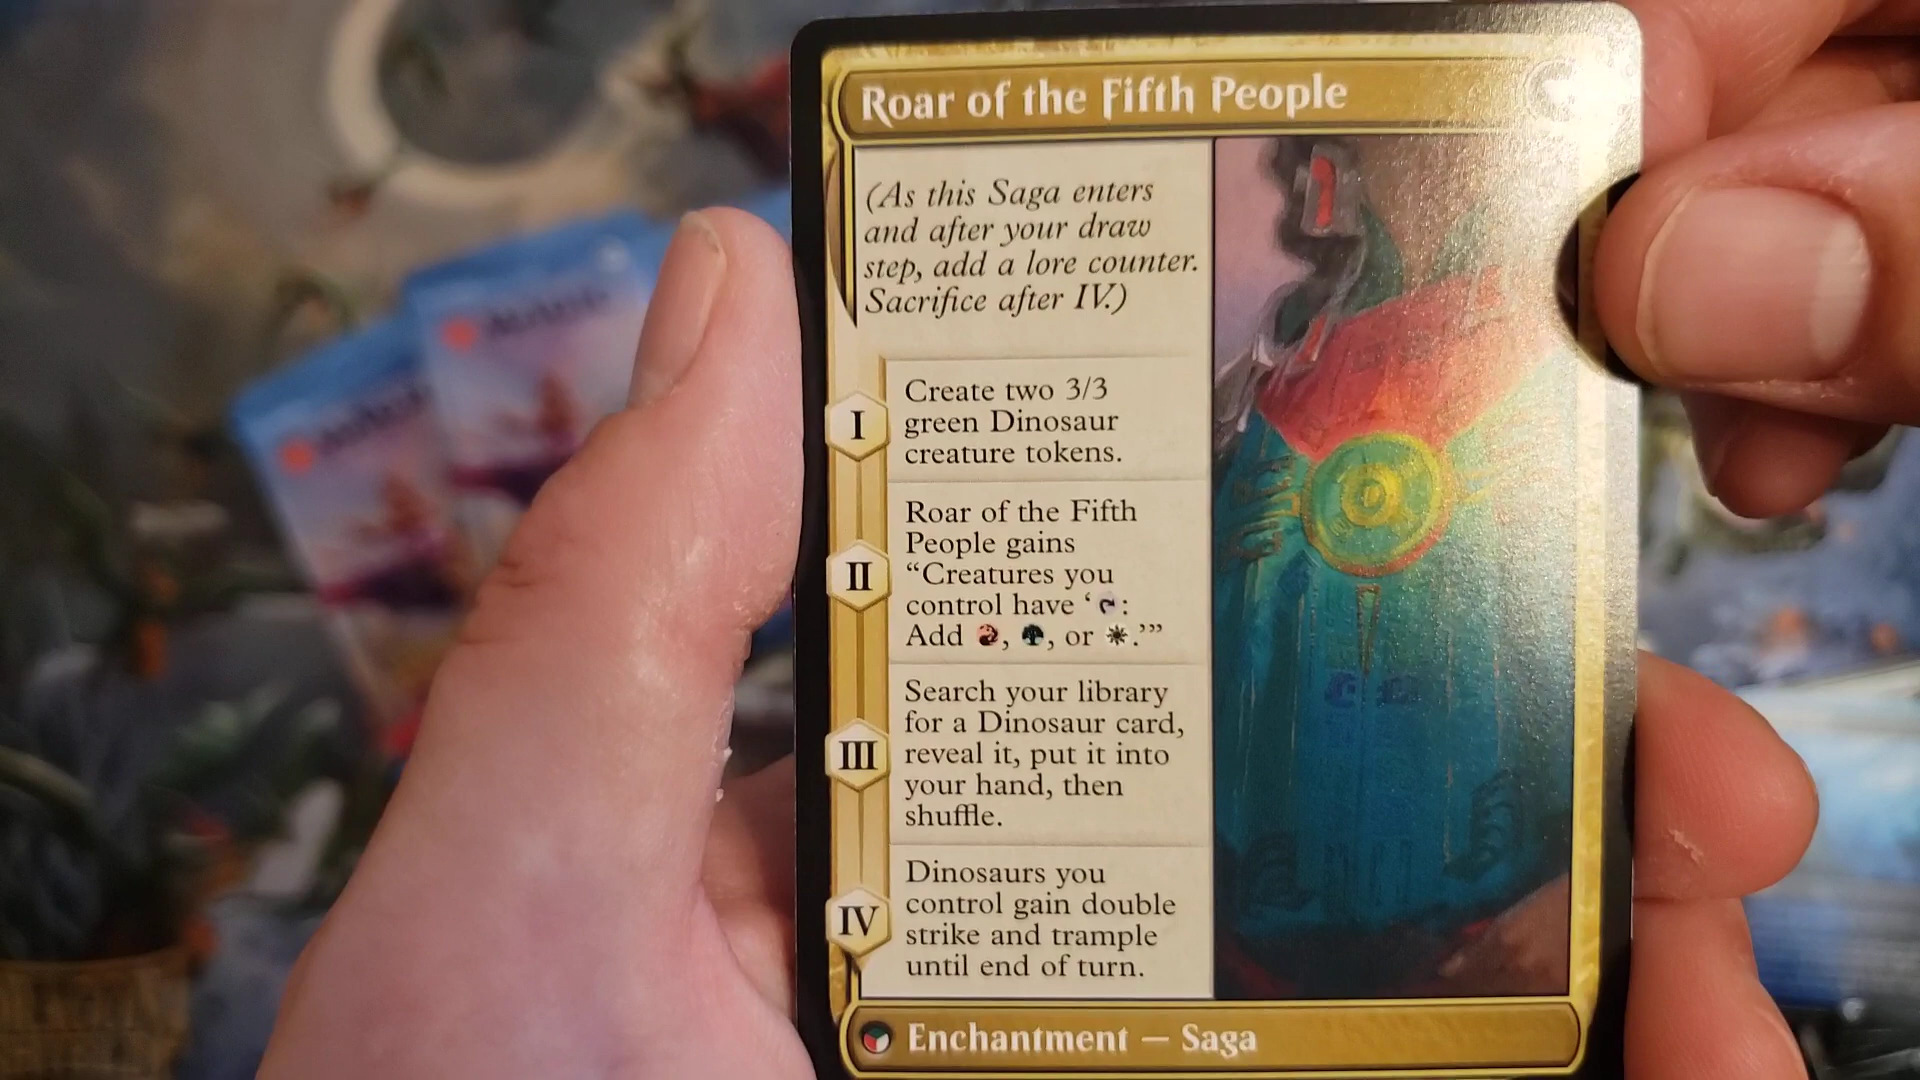 Roar of the Fifth People
(As this Saga enters
and after your draw
step, add a lore counter.
Sacrifice after IV.)
I
Create two 3/3
green Dinosaur
creature tokens.
II
Roar of the Fifth
People gains
“Creatures you
control have ‘ :
Add , , or .’”
III
Search your library
for a Dinosaur card,
reveal it, put it into
your hand, then
shuffle.
IV
Dinosaurs you
control gain double
strike and trample
until end of turn.
Enchantment — Saga